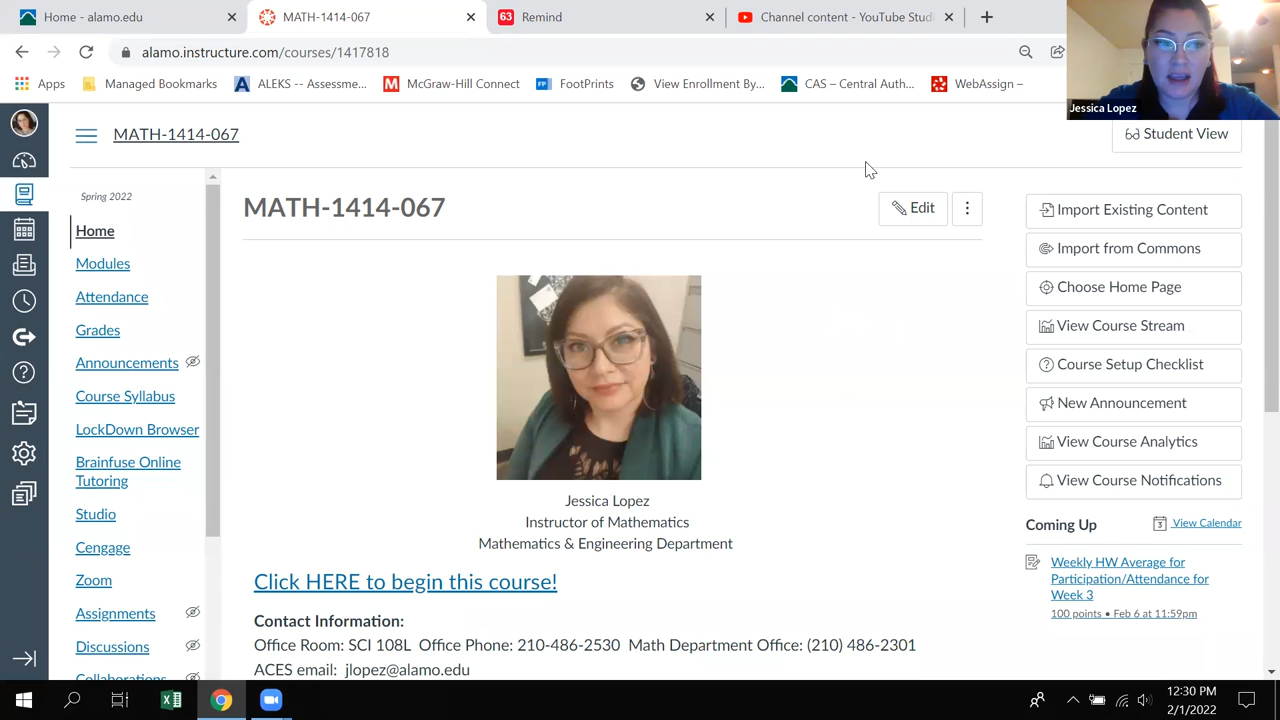 Home - alamo.edu
MATH-1414-067
63 Remind
Channel content - YouTube Stud
alamo.instructure.com/courses/1417818
Apps
Managed Bookmarks
ALEKS -- Assessme...
McGraw-Hill Connect
FP FootPrints
View Enrollment By...
CAS – Central Auth...
WebAssign –
Jessica Lopez
MATH-1414-067
Student View
Spring 2022
Home
Modules
Attendance
Grades
Announcements
Course Syllabus
LockDown Browser
Brainfuse Online
Tutoring
Studio
Cengage
Zoom
Assignments
Discussions
Collaborations
MATH-1414-067
Edit
Jessica Lopez
Instructor of Mathematics
Mathematics & Engineering Department
Click HERE to begin this course!
Contact Information:
Office Room: SCI 108L Office Phone: 210-486-2530 Math Department Office: (210) 486-2301
ACES email: jlopez@alamo.edu
Import Existing Content
Import from Commons
Choose Home Page
View Course Stream
Course Setup Checklist
New Announcement
View Course Analytics
View Course Notifications
Coming Up
3 View Calendar
Weekly HW Average for
Participation/Attendance for
Week 3
100 points • Feb 6 at 11:59pm
12:30 PM
2/1/2022